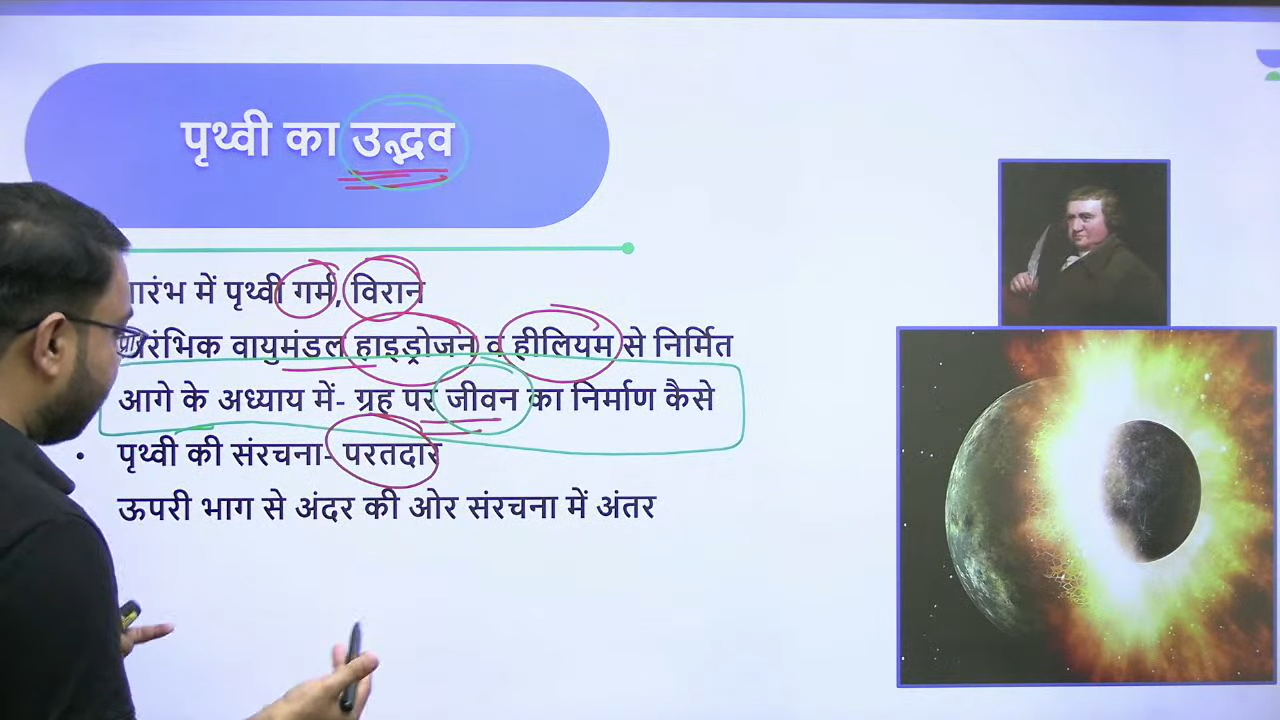 पृथ्वी का उद्भव
प्रारंभ में पृथ्वी गर्म, विरान
प्रारंभिक वायुमंडल हाइड्रोजन व हीलियम से निर्मित
आगे के अध्याय में- ग्रह पर जीवन का निर्माण कैसे
• पृथ्वी की संरचना- परतदार
ऊपरी भाग से अंदर की ओर संरचना में अंतर